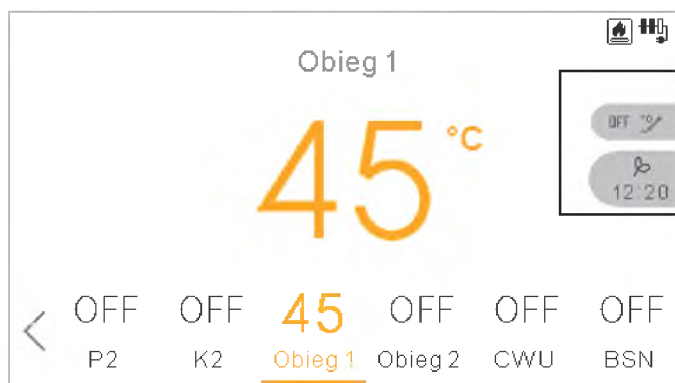 Obieg 1
45 °C
OFF
12:20
OFF OFF 45 OFF OFF OFF
P2 K2 Obieg 1 Obieg 2 CWU BSN